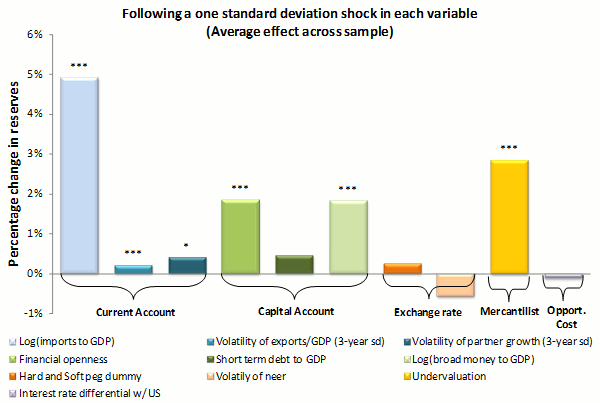 Following a one standard deviation shock in each variable
(Average effect across sample)
Percentage change in reserves
6%
5%
4%
3%
2%
1%
0%
-1%
***
***
*
***
***
***
Current Account
Capital Account
Exchange rate
Mercantilist
Opport.
Cost
Log(imports to GDP)
Volatility of exports/GDP (3-year sd)
Volatility of partner growth (3-year sd)
Financial openness
Short term debt to GDP
Log(broad money to GDP)
Hard and Soft peg dummy
Volatily of neer
Undervaluation
Interest rate differential w/US